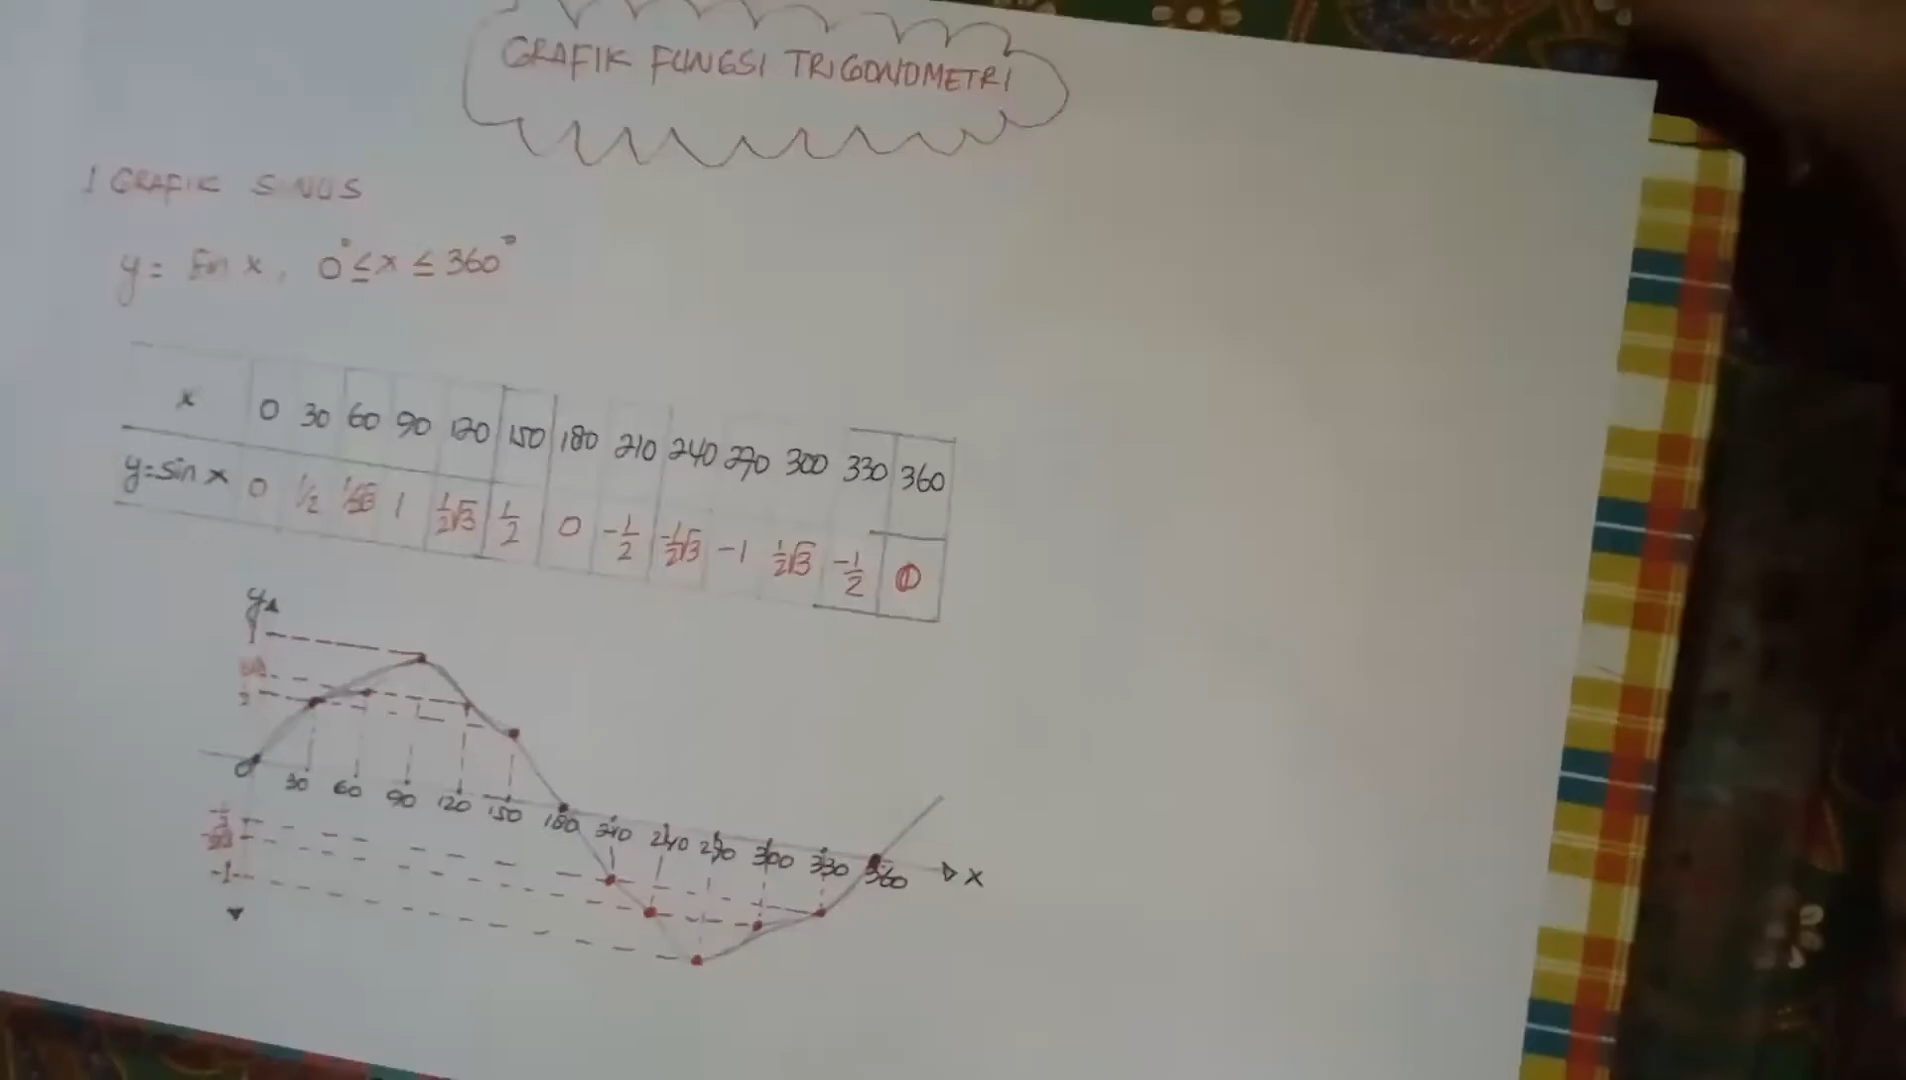 GRAFIK FUNGSI TRIGONOMETRI
1 GRAFIK SINUS
y = Sin x, 0° ≤ x ≤ 360°
x 0 30 60 90 120 150 180 210 240 270 300 330 360
y=sin x 0 1/2 1/2√3 1 1/2√3 1/2 0 -1/2 -1/2√3 -1 1/2√3 -1/2 0
y
1
0 30 60 90 120 150 180 210 240 270 300 330 360 x
-1/2
-1